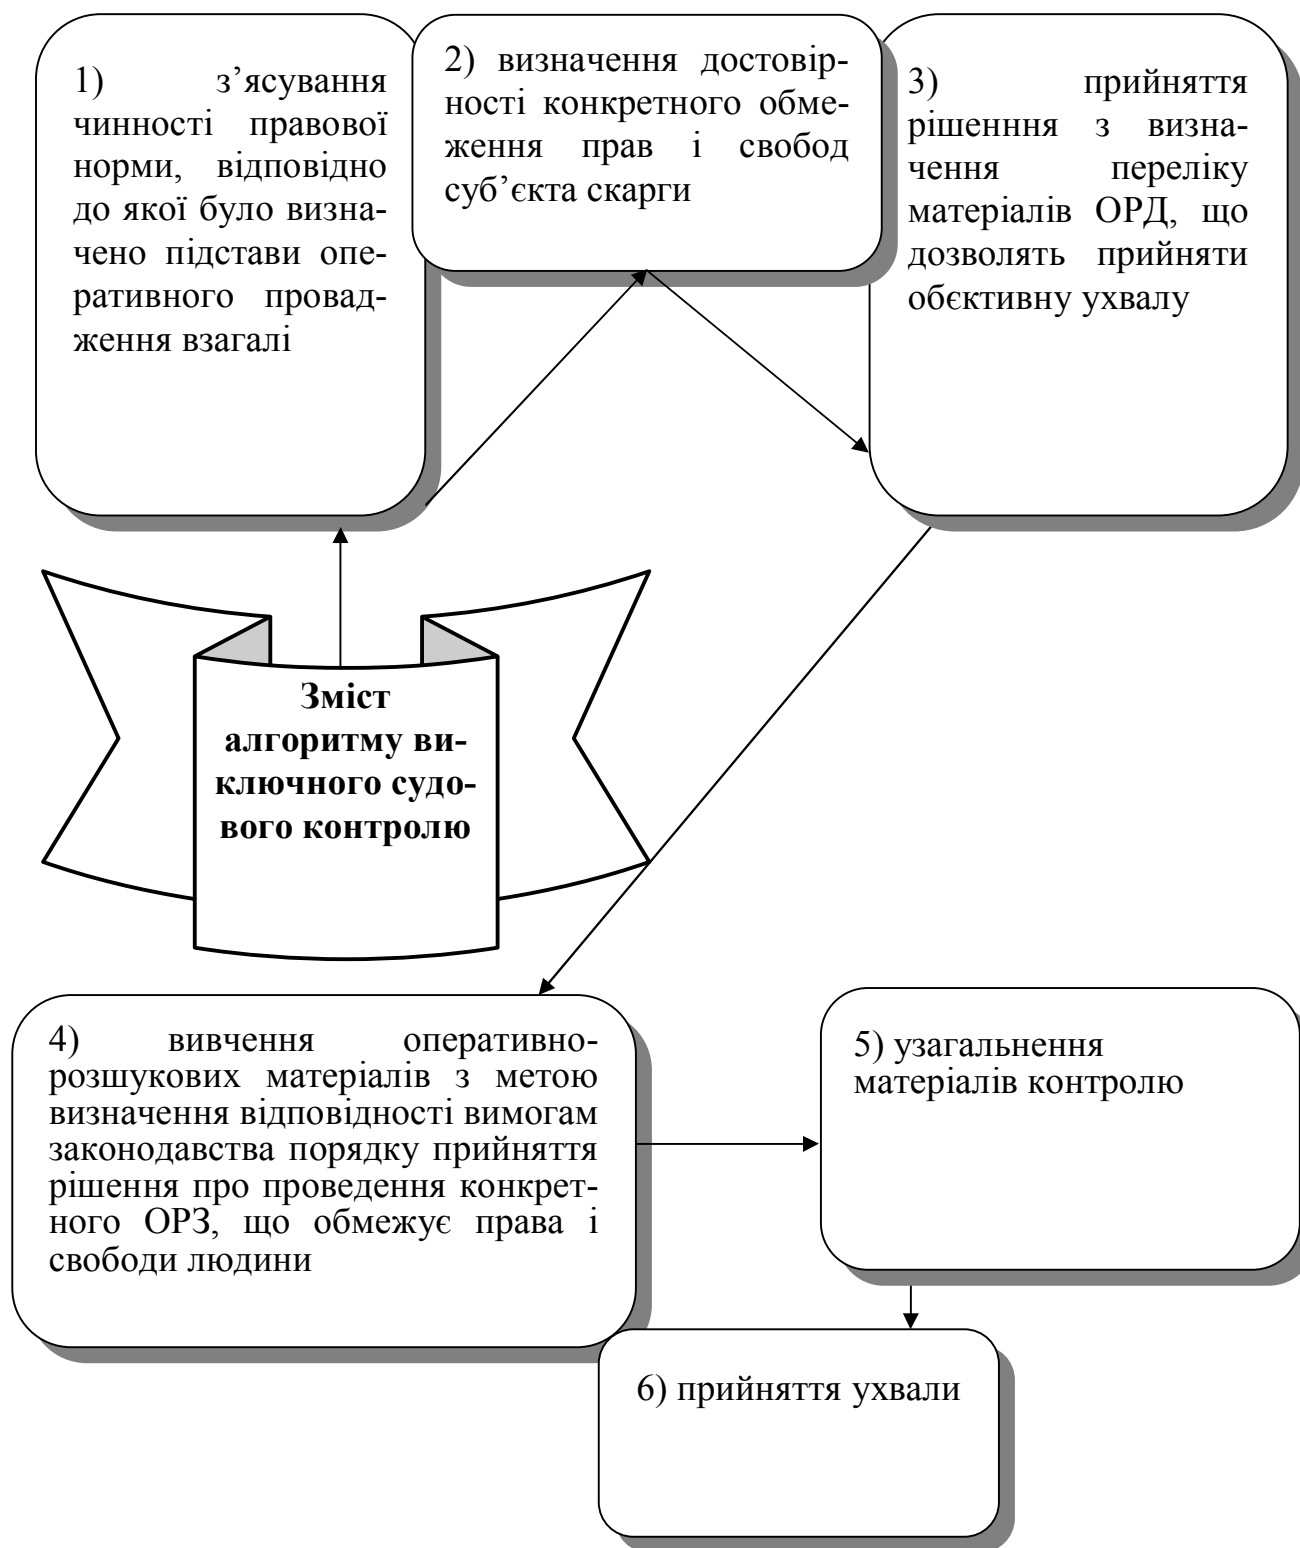 1) з’ясування
чинності правової
норми, відповідно
до якої було визна-
чено підстави опе-
ративного провад-
ження взагалі
2) визначення достовір-
ності конкретного обме-
ження прав і свобод
суб’єкта скарги
3) прийняття
рішенння з визна-
чення переліку
матеріалів ОРД, що
дозволять прийняти
обєктивну ухвалу
Зміст
алгоритму ви-
ключного судо-
вого контролю
4) вивчення оперативно-
розшукових матеріалів з метою
визначення відповідності вимогам
законодавства порядку прийняття
рішення про проведення конкрет-
ного ОРЗ, що обмежує права і
свободи людини
5) узагальнення
матеріалів контролю
6) прийняття ухвали